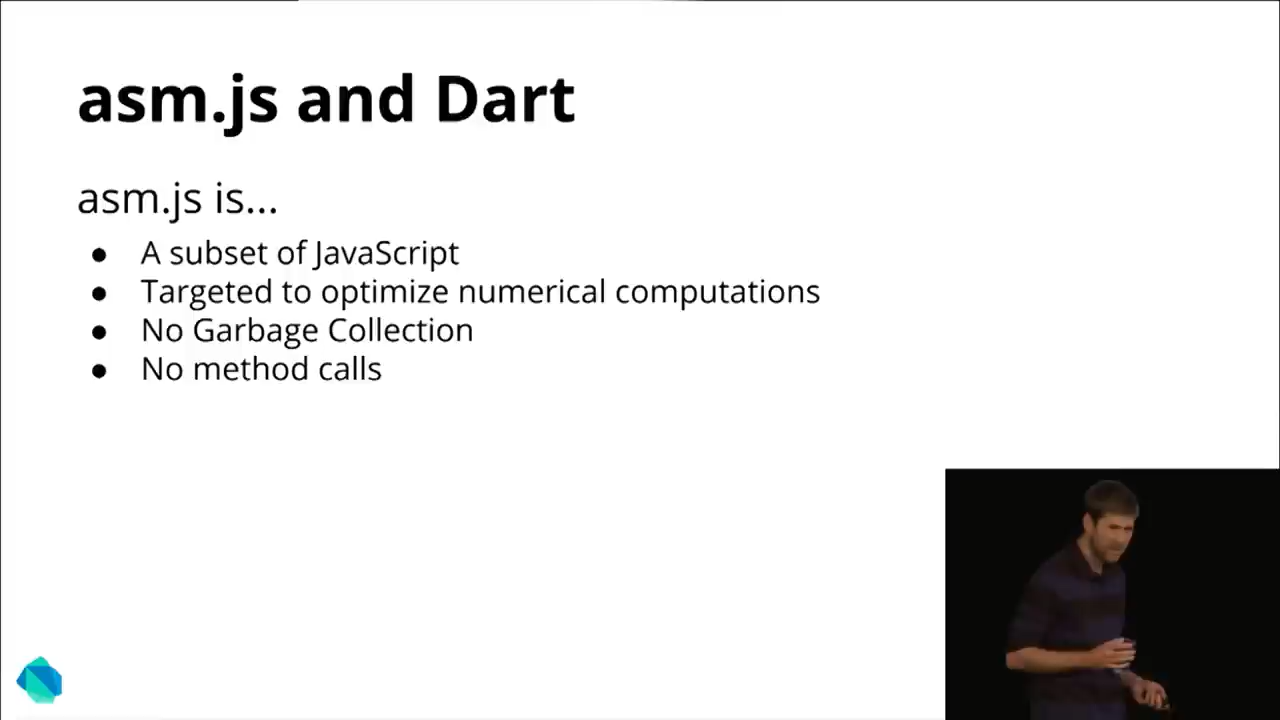 asm.js and Dart
asm.js is...
● A subset of JavaScript
● Targeted to optimize numerical computations
● No Garbage Collection
● No method calls